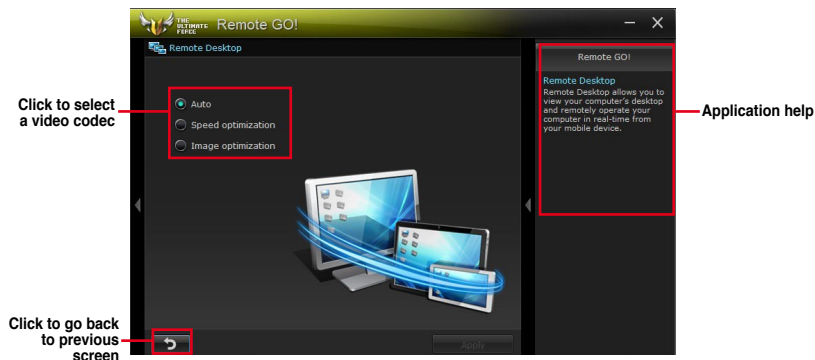 THE
ULTIMATE
FORCE
Remote GO!
Remote Desktop
Remote GO!
Remote Desktop
Remote Desktop allows you to
view your computer's desktop
and remotely operate your
computer in real-time from
your mobile device.
Application help
Click to select
a video codec
Auto
Speed optimization
Image optimization
Click to go back
to previous
screen
Apply